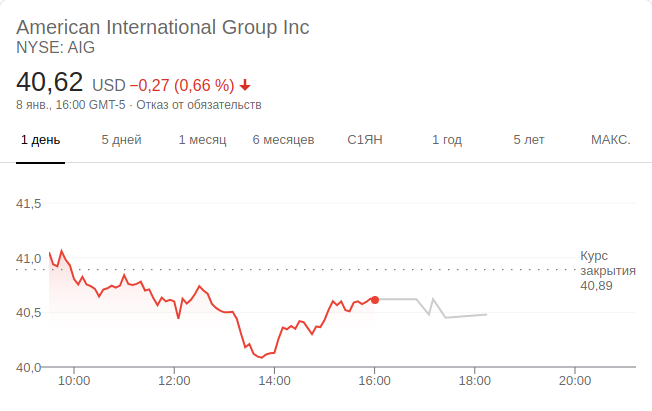 American International Group Inc
NYSE: AIG
40,62 USD −0,27 (0,66 %)
8 янв., 16:00 GMT-5 · Отказ от обязательств
1 день 5 дней 1 месяц 6 месяцев С1ЯН 1 год 5 лет МАКС.
41,5
41,0
40,5
40,0
Курс
закрытия
40,89
10:00 12:00 14:00 16:00 18:00 20:00